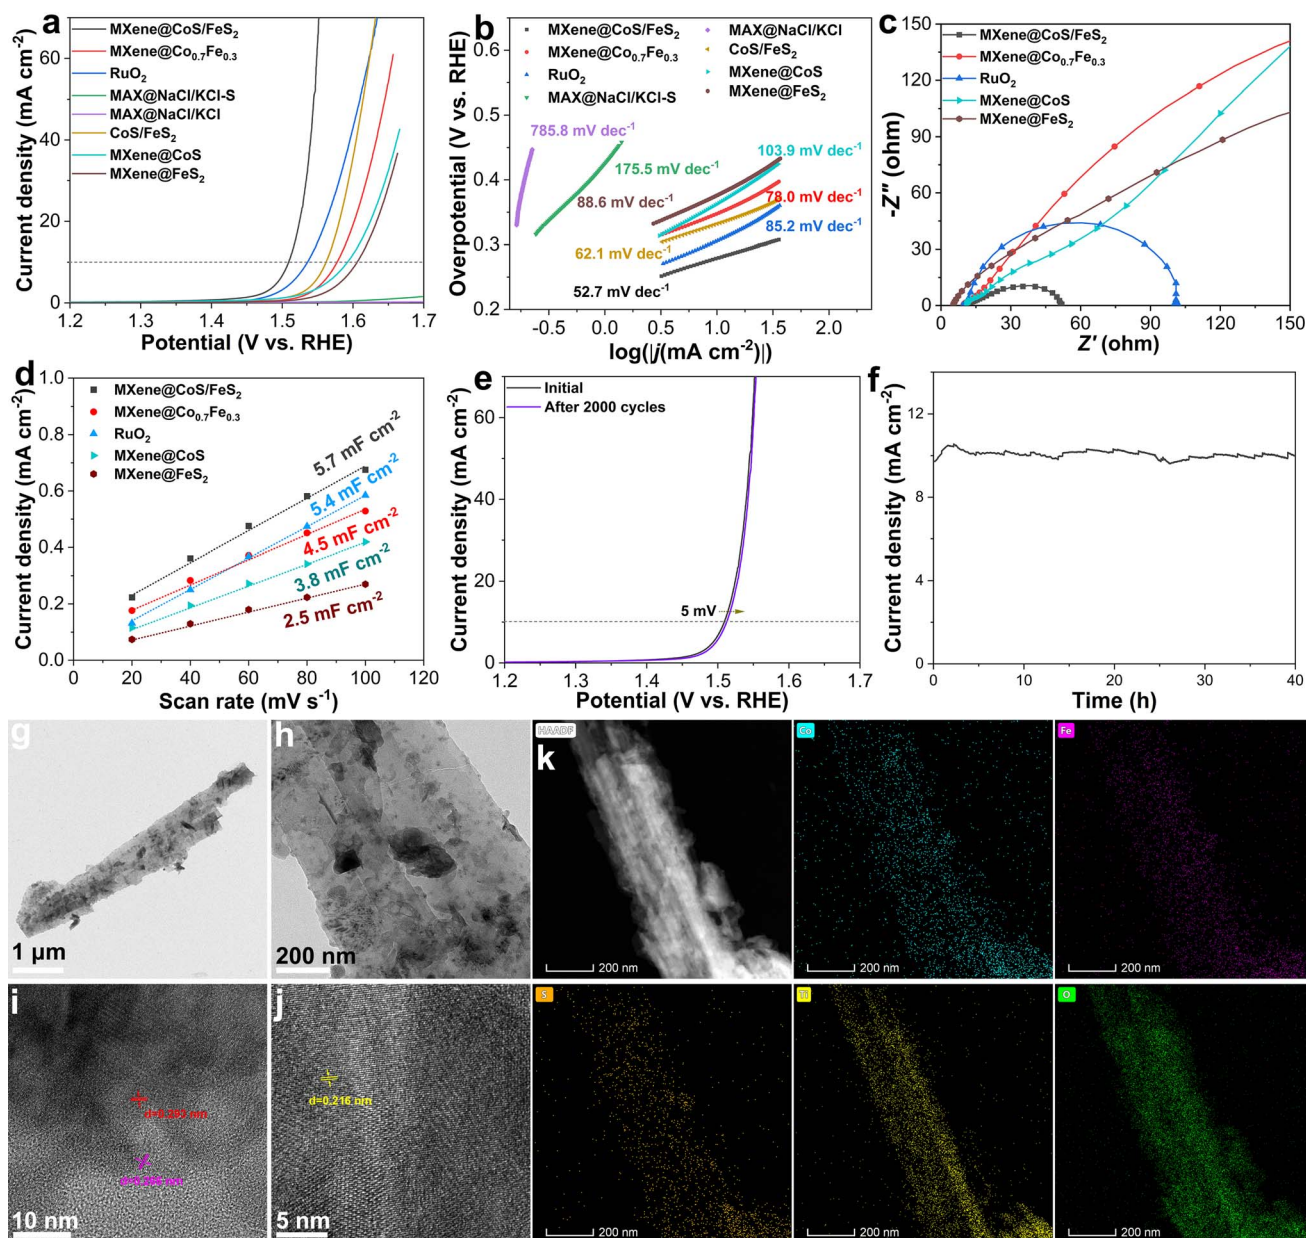 a
MXene@CoS/FeS2
MXene@Co0.7Fe0.3
RuO2
MAX@NaCl/KCl-S
MAX@NaCl/KCl
CoS/FeS2
MXene@CoS
MXene@FeS2
Current density (mA cm-2)
60
40
20
0
1.2 1.3 1.4 1.5 1.6 1.7
Potential (V vs. RHE)
b
MXene@CoS/FeS2
MXene@Co0.7Fe0.3
RuO2
MAX@NaCl/KCl-S
MAX@NaCl/KCl
CoS/FeS2
MXene@CoS
MXene@FeS2
785.8 mV dec-1
175.5 mV dec-1
103.9 mV dec-1
88.6 mV dec-1
78.0 mV dec-1
85.2 mV dec-1
62.1 mV dec-1
52.7 mV dec-1
Overpotential (V vs. RHE)
0.6
0.5
0.4
0.3
0.2
-0.5 0.0 0.5 1.0 1.5 2.0
log(|j(mA cm-2)|)
c
MXene@CoS/FeS2
MXene@Co0.7Fe0.3
RuO2
MXene@CoS
MXene@FeS2
-Z'' (ohm)
150
120
90
60
30
0
0 30 60 90 120 150
Z' (ohm)
d
MXene@CoS/FeS2
MXene@Co0.7Fe0.3
RuO2
MXene@CoS
MXene@FeS2
5.7 mF cm-2
5.4 mF cm-2
4.5 mF cm-2
3.8 mF cm-2
2.5 mF cm-2
Current density (mA cm-2)
1.0
0.8
0.6
0.4
0.2
0.0
0 20 40 60 80 100 120
Scan rate (mV s-1)
e
Initial
After 2000 cycles
5 mV
Current density (mA cm-2)
60
40
20
0
1.2 1.3 1.4 1.5 1.6 1.7
Potential (V vs. RHE)
f
Current density (mA cm-2)
12
8
4
0
0 10 20 30 40
Time (h)
g
1 μm
h
200 nm
HAADF
k
200 nm
Co
200 nm
Fe
200 nm
i
10 nm
j
d=0.216 nm
5 nm
S
200 nm
Ti
200 nm
O
200 nm